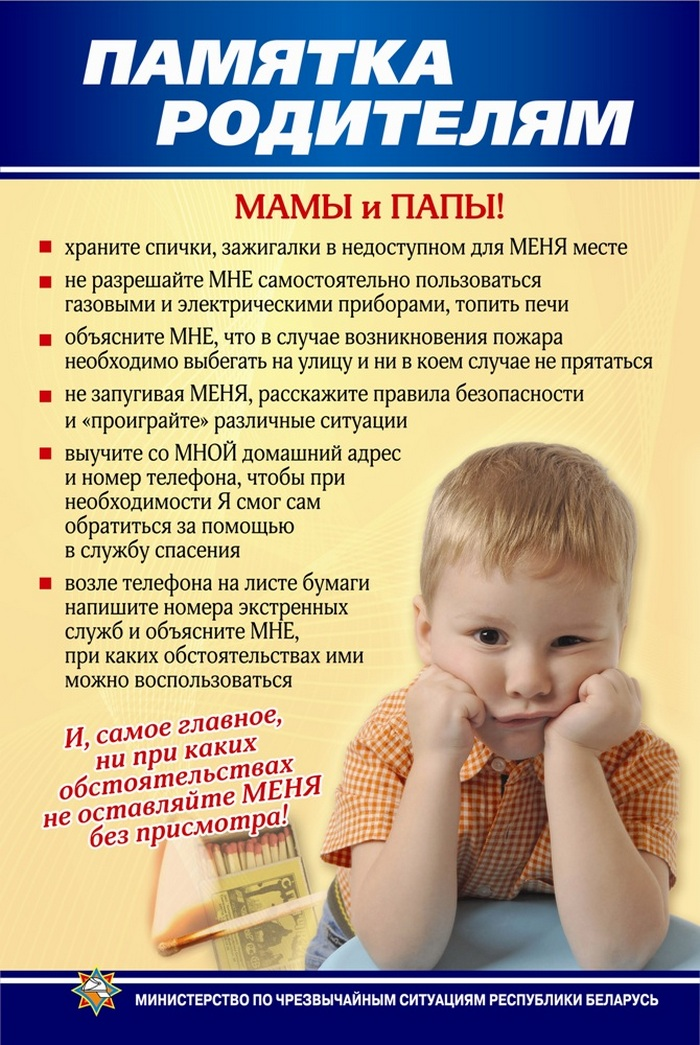 ПАМЯТКА
РОДИТЕЛЯМ
МАМЫ и ПАПЫ!
храните спички, зажигалки в недоступном для МЕНЯ месте
не разрешайте МНЕ самостоятельно пользоваться
газовыми и электрическими приборами, топить печи
объясните МНЕ, что в случае возникновения пожара
необходимо выбегать на улицу и ни в коем случае не прятаться
не запугивая МЕНЯ, расскажите правила безопасности
и «проиграйте» различные ситуации
выучите со МНОЙ домашний адрес
и номер телефона, чтобы при
необходимости Я смог сам
обратиться за помощью
в службу спасения
возле телефона на листе бумаги
напишите номера экстренных
служб и объясните МНЕ,
при каких обстоятельствах ими
можно воспользоваться
И, самое главное,
ни при каких
обстоятельствах
не оставляйте МЕНЯ
без присмотра!
МИНИСТЕРСТВО ПО ЧРЕЗВЫЧАЙНЫМ СИТУАЦИЯМ РЕСПУБЛИКИ БЕЛАРУСЬ